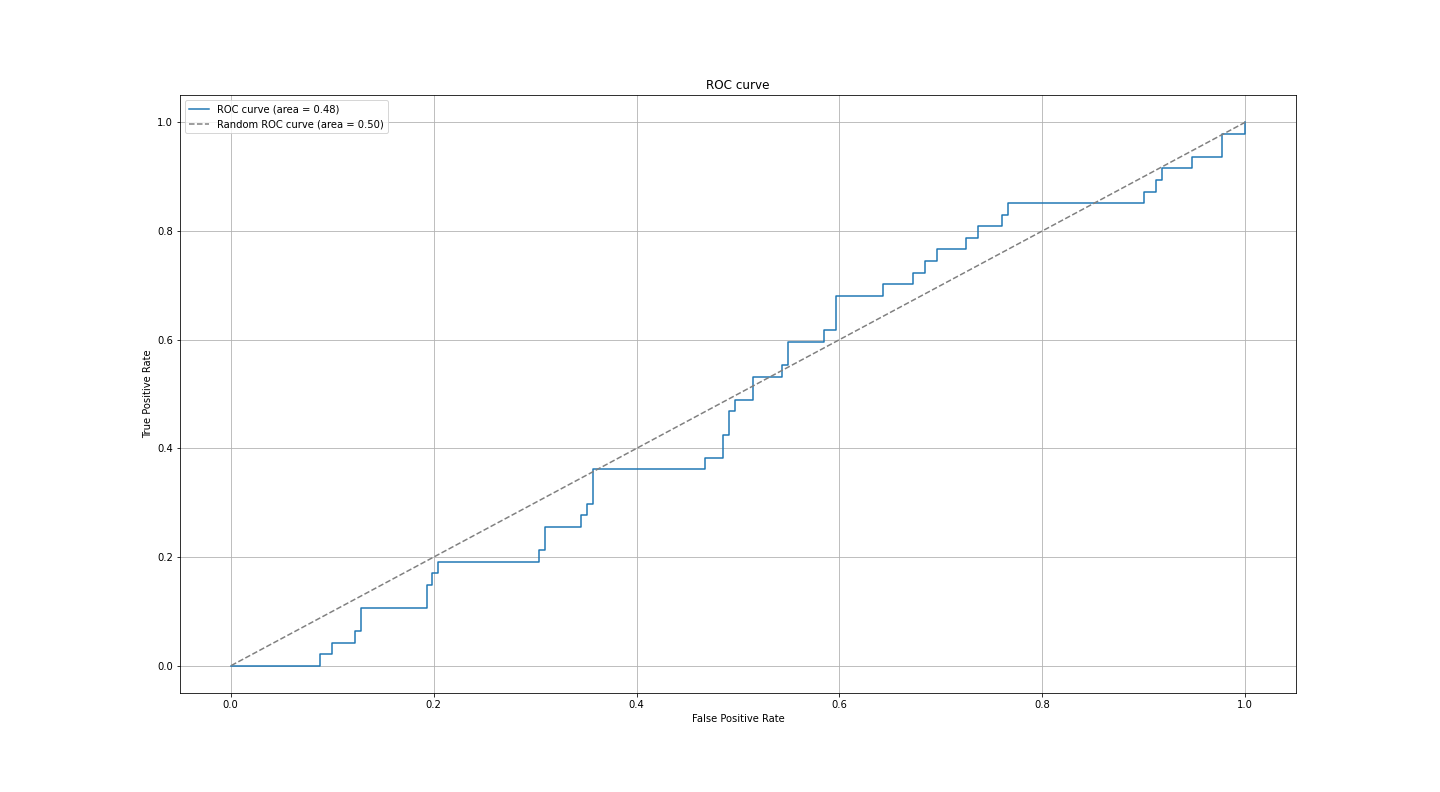 ROC curve
ROC curve (area = 0.48)
Random ROC curve (area = 0.50)
1.0
0.8
0.6
0.4
0.2
0.0
True Positive Rate
0.0 0.2 0.4 0.6 0.8 1.0
False Positive Rate